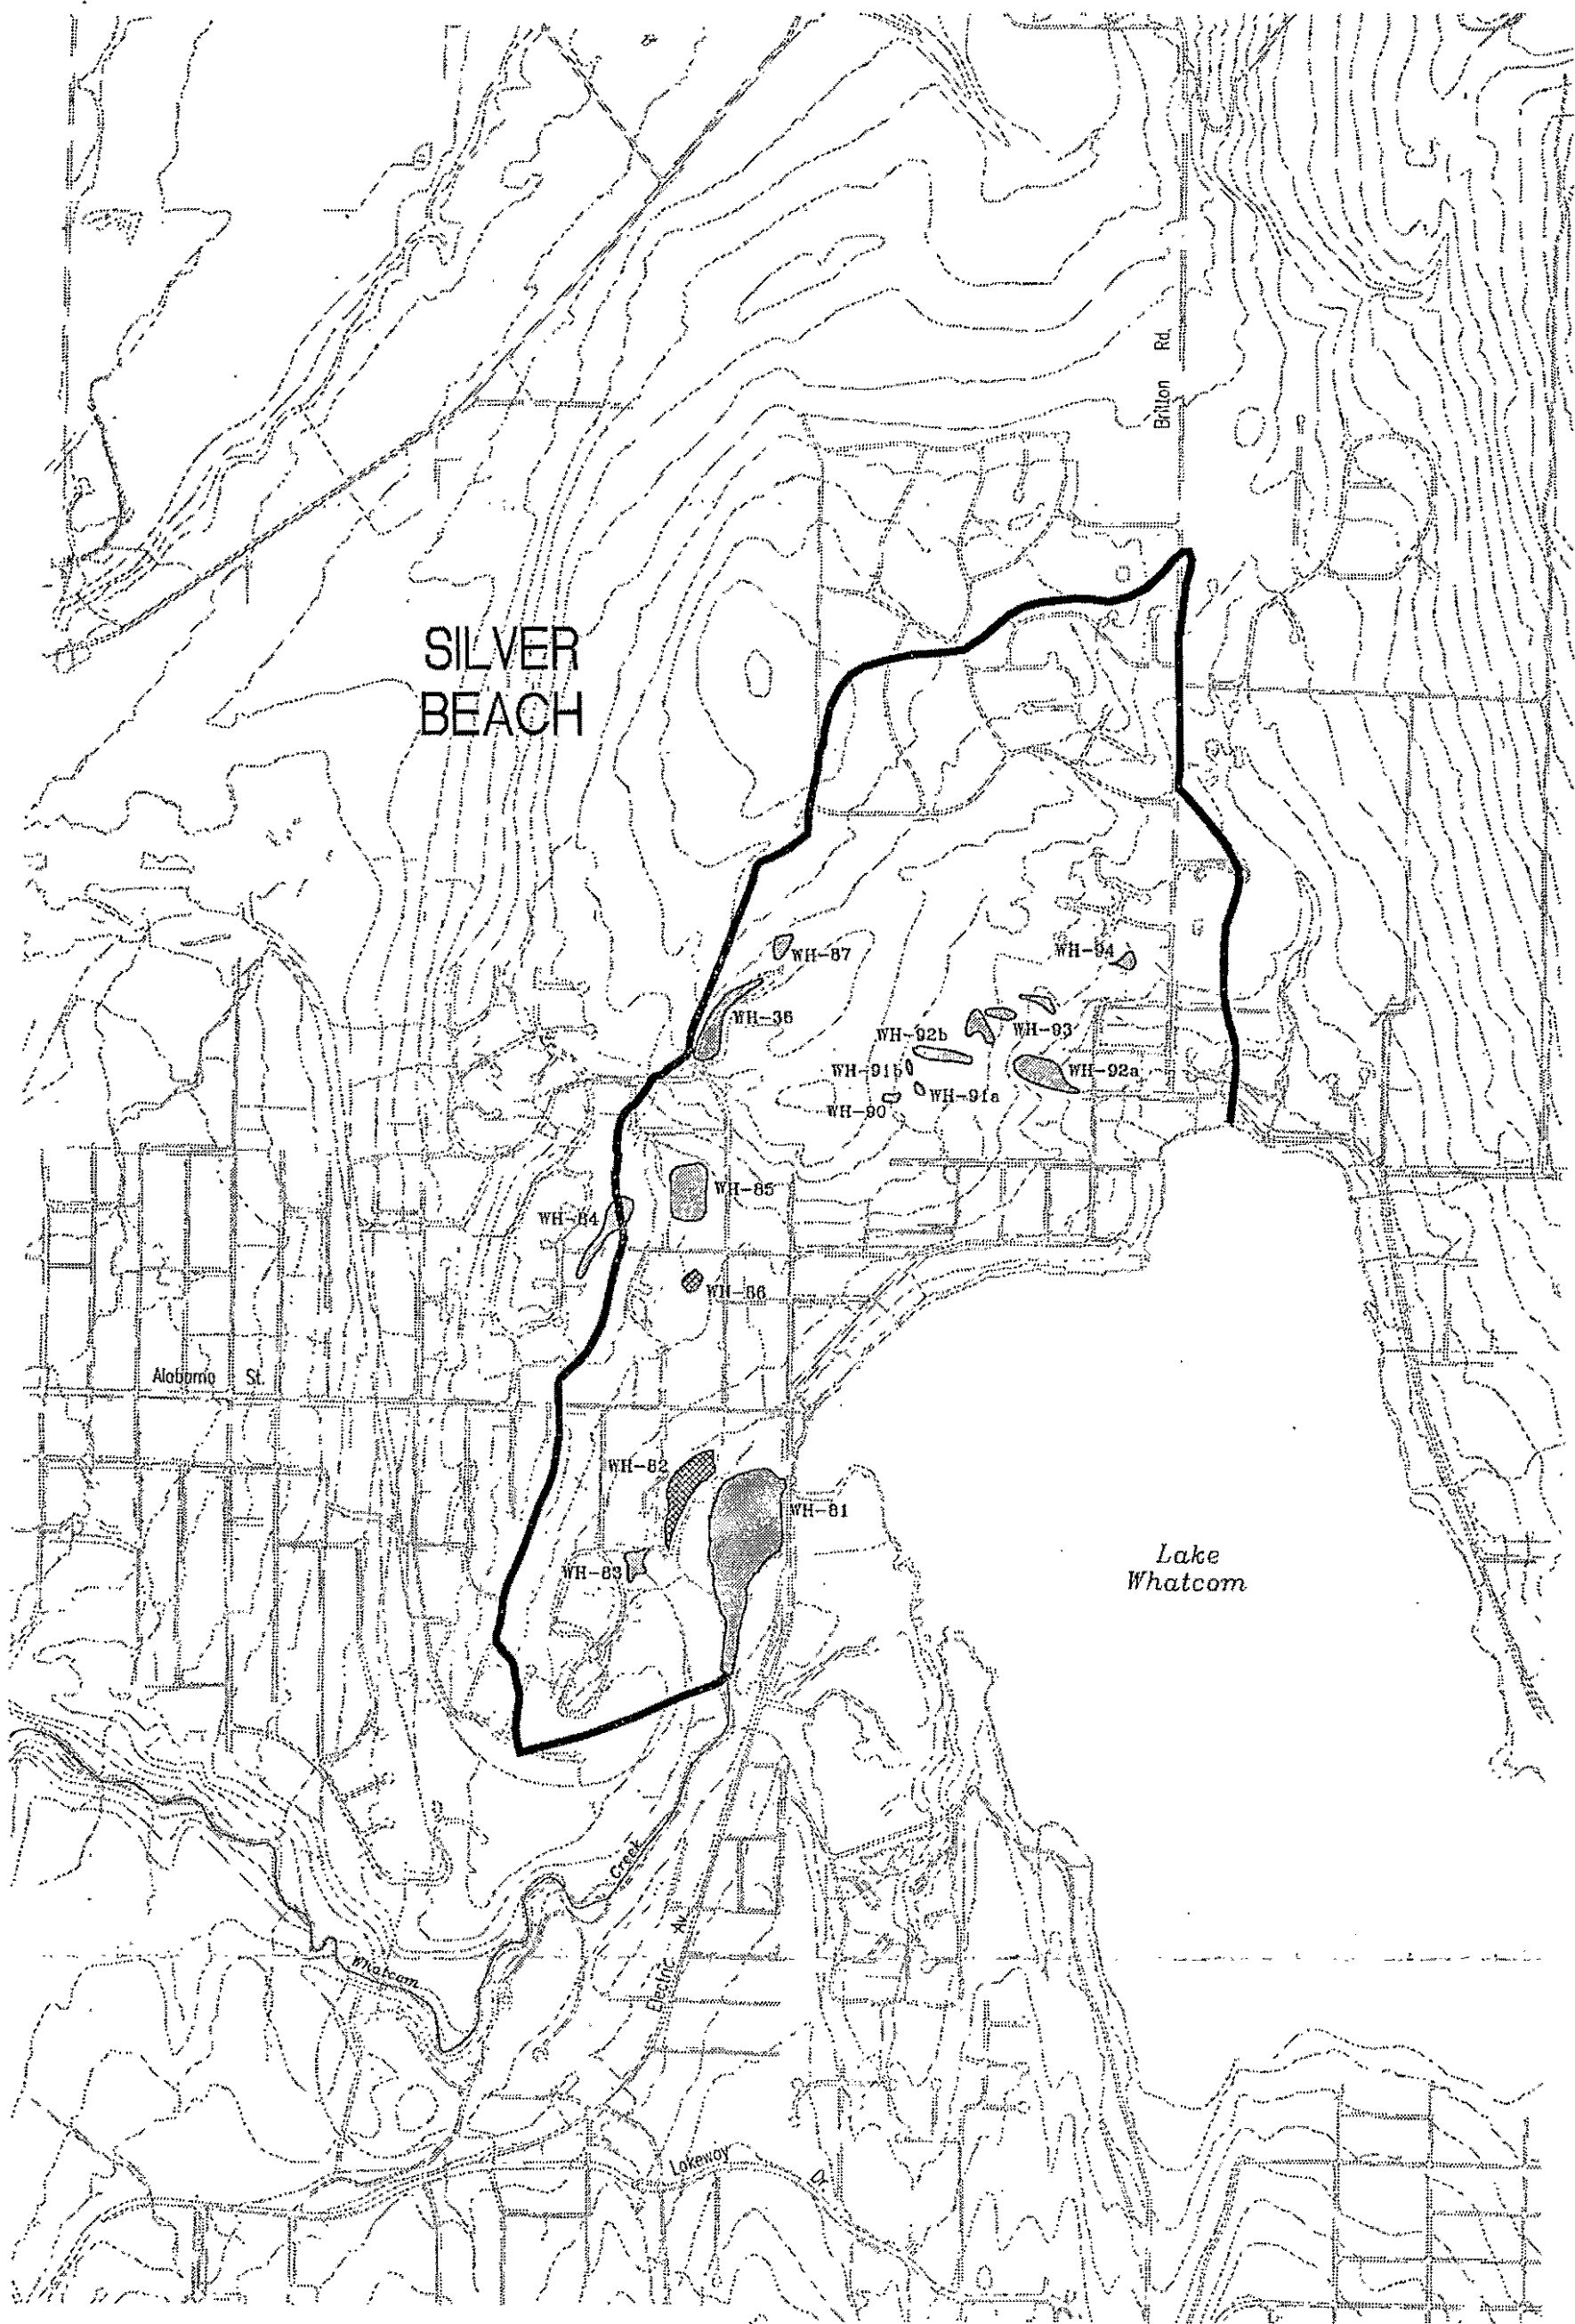 Brillon Rd.
SILVER
BEACH
WH-87
WH-94
WH-36
WH-93
WH-92b
WH-91b
WH-92a
WH-91a
WH-90
WH-85
WH-84
WH-86
Alabama St.
WH-82
WH-81
Lake
Whatcom
WH-83
Creek
Electric Av.
Whatcom
Lakeway Dr.